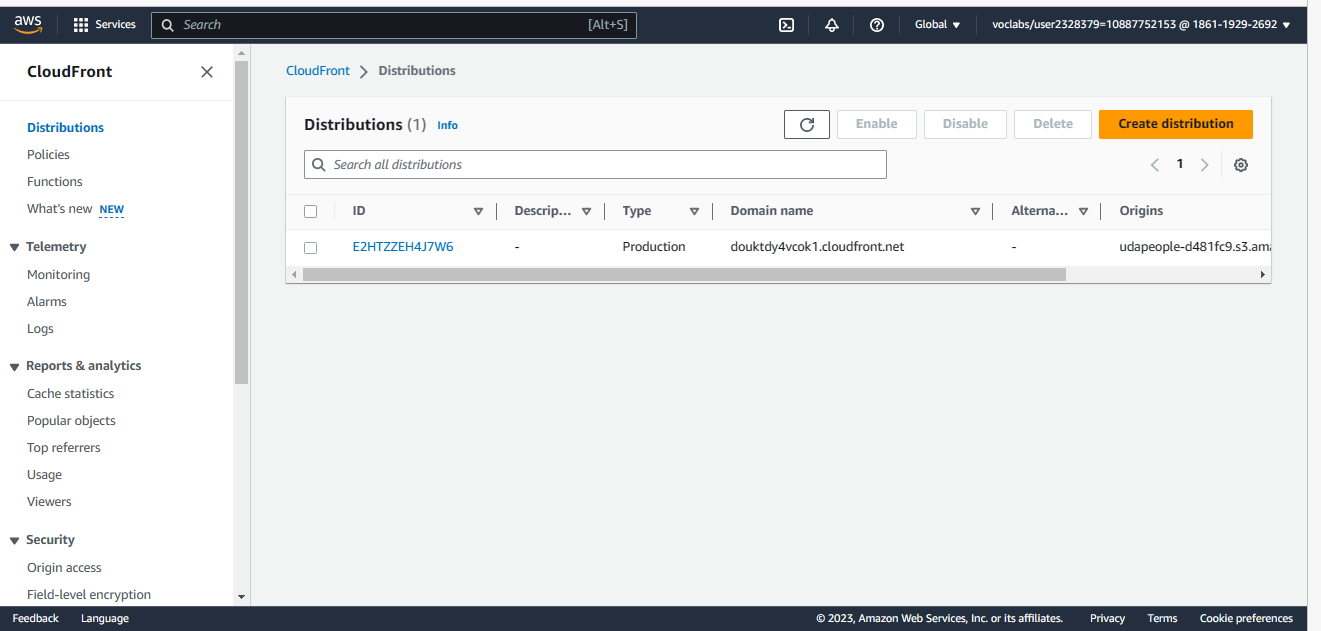 aws Services Search [Alt+S] Global voclabs/user2328379=10887752153 @ 1861-1929-2692
CloudFront
Distributions
Policies
Functions
What's new NEW
Telemetry
Monitoring
Alarms
Logs
Reports & analytics
Cache statistics
Popular objects
Top referrers
Usage
Viewers
Security
Origin access
Field-level encryption
CloudFront Distributions
Distributions (1) Info Enable Disable Delete Create distribution
Search all distributions 1
ID Descrip... Type Domain name Alterna... Origins
E2HTZZEH4J7W6 - Production douktdy4vcok1.cloudfront.net - udapeople-d481fc9.s3.ama
Feedback Language © 2023, Amazon Web Services, Inc. or its affiliates. Privacy Terms Cookie preferences